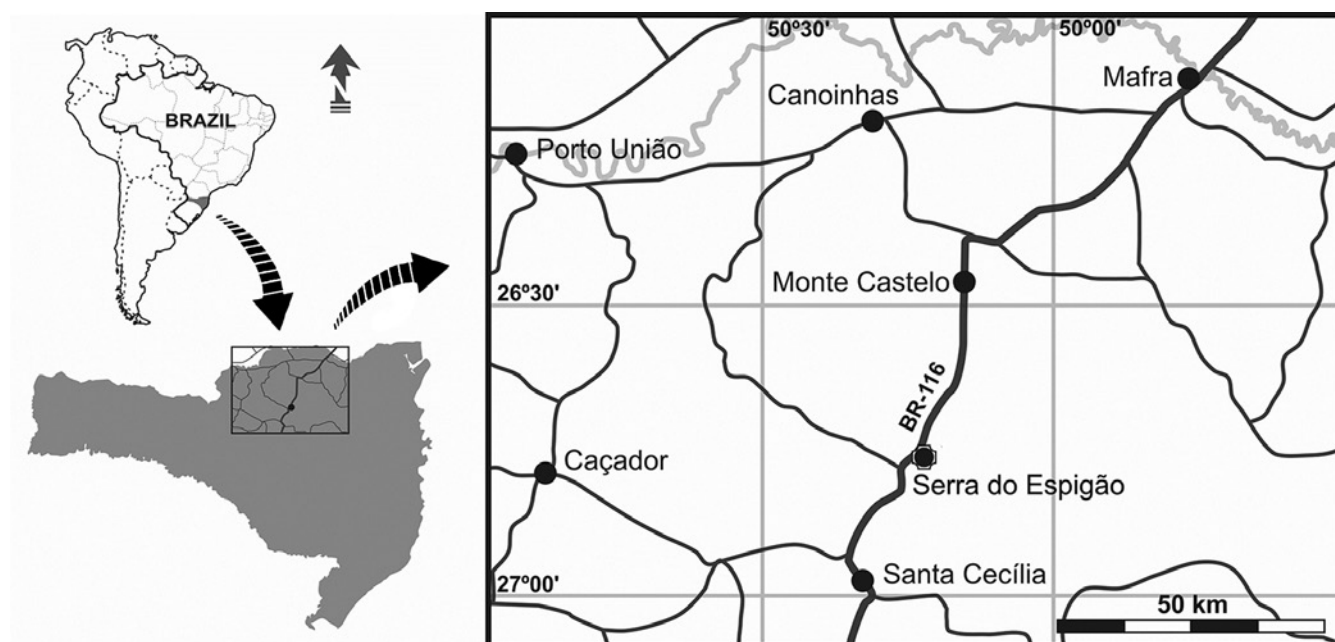 BRAZIL
N
50º30'
50º00'
Mafra
Canoinhas
Porto União
Monte Castelo
26º30'
BR-116
Caçador
Serra do Espigão
Santa Cecília
27º00'
50 km